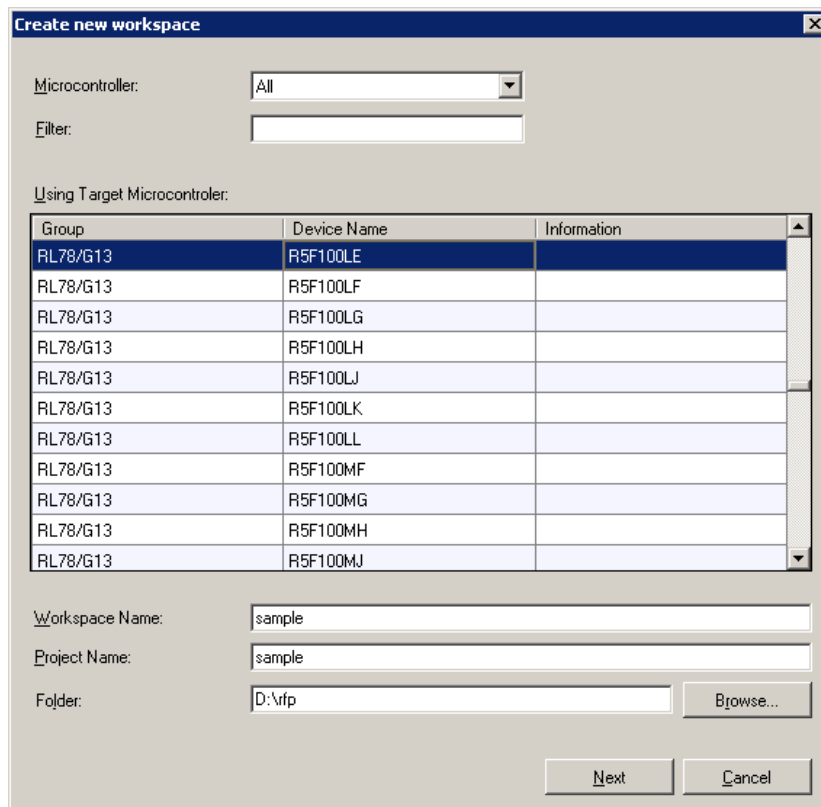 Create new workspace
Microcontroller: All
Filter:
Using Target Microcontroler:
Group Device Name Information
RL78/G13 R5F100LE
RL78/G13 R5F100LF
RL78/G13 R5F100LG
RL78/G13 R5F100LH
RL78/G13 R5F100LJ
RL78/G13 R5F100LK
RL78/G13 R5F100LL
RL78/G13 R5F100MF
RL78/G13 R5F100MG
RL78/G13 R5F100MH
RL78/G13 R5F100MJ
Workspace Name: sample
Project Name: sample
Folder: D:\rfp Browse...
Next Cancel